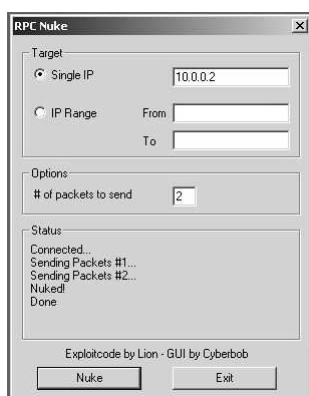 RPC Nuke
Target
Single IP 10.0.0.2
IP Range From
To
Options
# of packets to send 2
Status
Connected...
Sending Packets #1...
Sending Packets #2...
Nuked!
Done
Exploitcode by Lion - GUI by Cyberbob
Nuke Exit